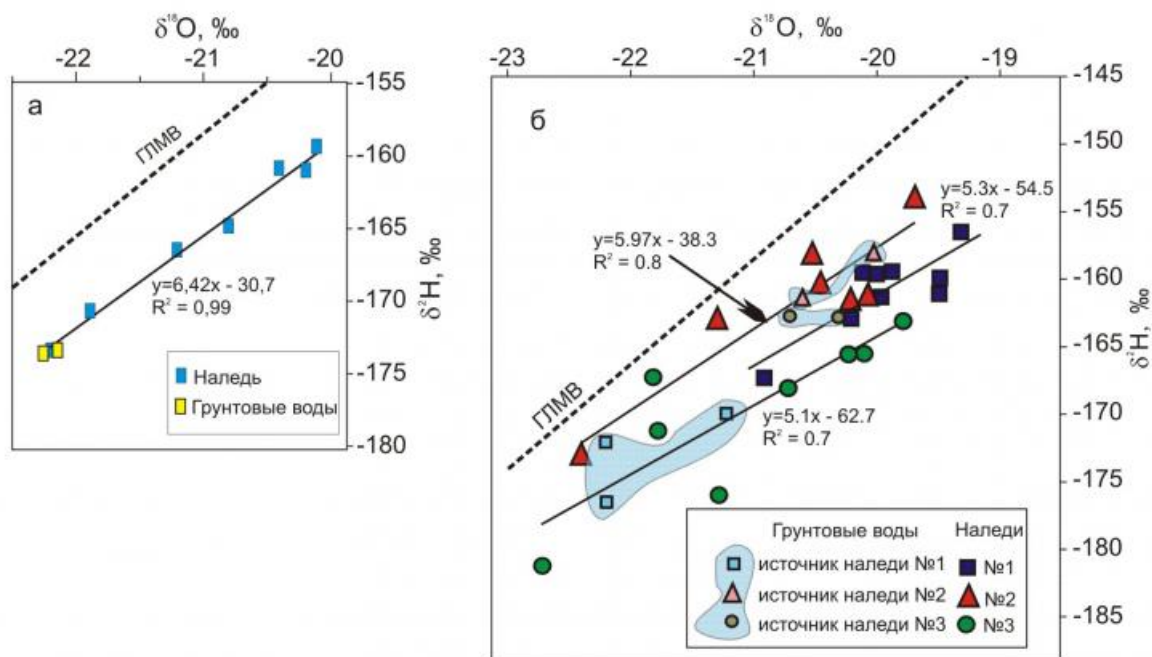 δ¹⁸O, ‰
-22 -21 -20
а
ГЛМВ
-155
-160
-165
-170
-175
-180
δ²H, ‰
y=6,42x - 30,7
R² = 0,99
Наледь
Грунтовые воды
δ¹⁸O, ‰
-23 -22 -21 -20 -19
б
ГЛМВ
-145
-150
-155
-160
-165
-170
-175
-180
-185
δ²H, ‰
y=5.3x - 54.5
R² = 0.7
y=5.97x - 38.3
R² = 0.8
y=5.1x - 62.7
R² = 0.7
Грунтовые воды Наледи
источник наледи №1 №1
источник наледи №2 №2
источник наледи №3 №3